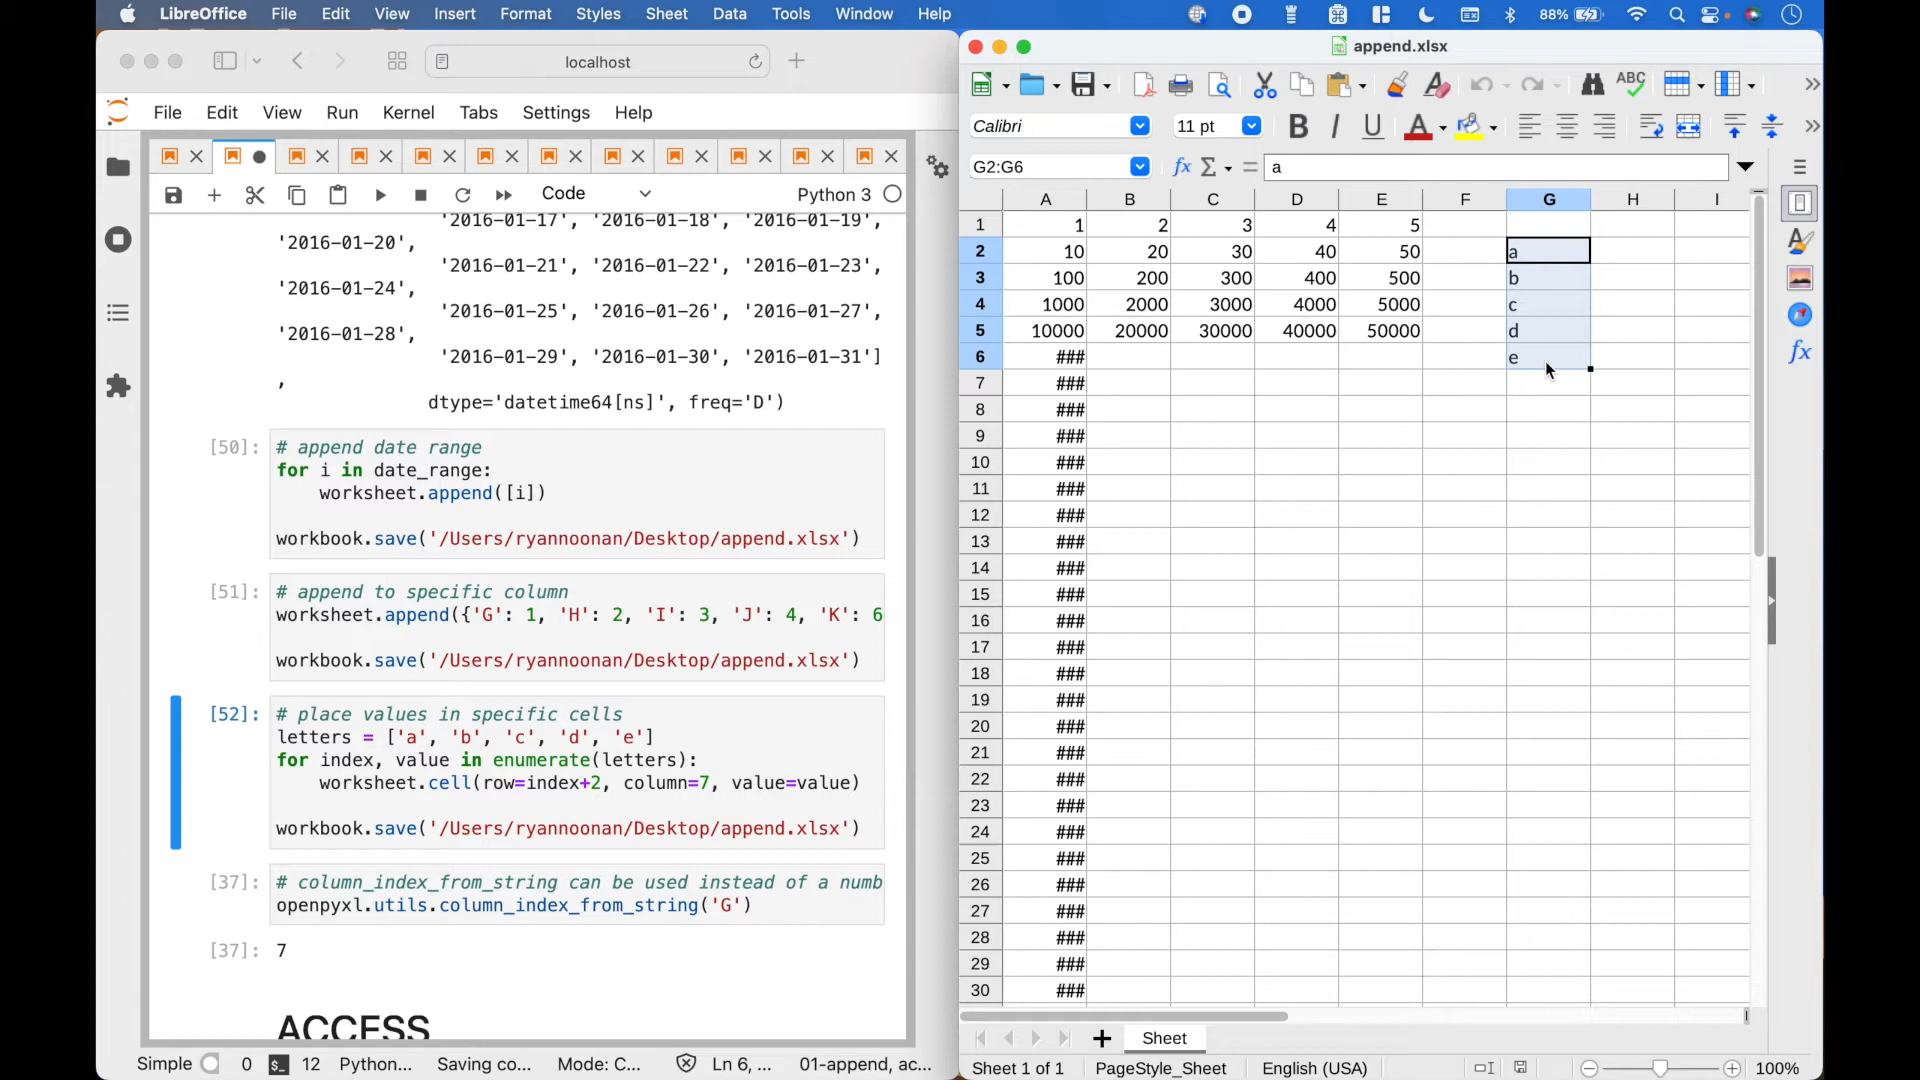 LibreOffice File Edit View Insert Format Styles Sheet Data Tools Window Help 88%
localhost
File Edit View Run Kernel Tabs Settings Help
Code Python 3
'2016-01-17', '2016-01-18', '2016-01-19',
'2016-01-20',
'2016-01-21', '2016-01-22', '2016-01-23',
'2016-01-24',
'2016-01-25', '2016-01-26', '2016-01-27',
'2016-01-28',
'2016-01-29', '2016-01-30', '2016-01-31']
,
dtype='datetime64[ns]', freq='D')
[50]: # append date range
for i in date_range:
worksheet.append([i])
workbook.save('/Users/ryannoonan/Desktop/append.xlsx')
[51]: # append to specific column
worksheet.append({'G': 1, 'H': 2, 'I': 3, 'J': 4, 'K': 6
workbook.save('/Users/ryannoonan/Desktop/append.xlsx')
[52]: # place values in specific cells
letters = ['a', 'b', 'c', 'd', 'e']
for index, value in enumerate(letters):
worksheet.cell(row=index+2, column=7, value=value)
workbook.save('/Users/ryannoonan/Desktop/append.xlsx')
[37]: # column_index_from_string can be used instead of a numb
openpyxl.utils.column_index_from_string('G')
[37]: 7
ACCESS
Simple 0 $_ 12 Python... Saving co... Mode: C... Ln 6, ... 01-append, ac...
append.xlsx
ABC
Calibri 11 pt B I U A
G2:G6 fx Σ = a
A B C D E F G H I
1 1 2 3 4 5
2 10 20 30 40 50 a
3 100 200 300 400 500 b
4 1000 2000 3000 4000 5000 c
5 10000 20000 30000 40000 50000 d
6 ### e
7 ###
8 ###
9 ###
10 ###
11 ###
12 ###
13 ###
14 ###
15 ###
16 ###
17 ###
18 ###
19 ###
20 ###
21 ###
22 ###
23 ###
24 ###
25 ###
26 ###
27 ###
28 ###
29 ###
30 ###
fx
Sheet
Sheet 1 of 1 PageStyle_Sheet English (USA) 100%